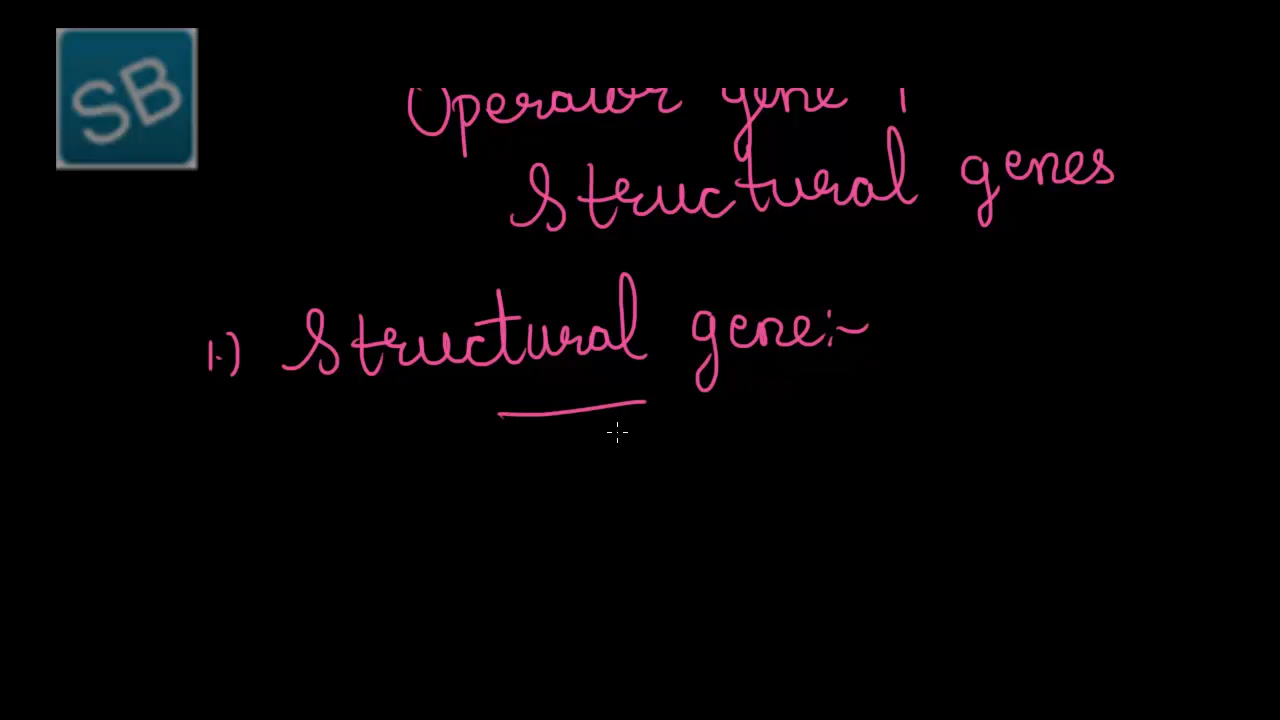 SB
Operator gene
Structural genes
1.) Structural gene:-